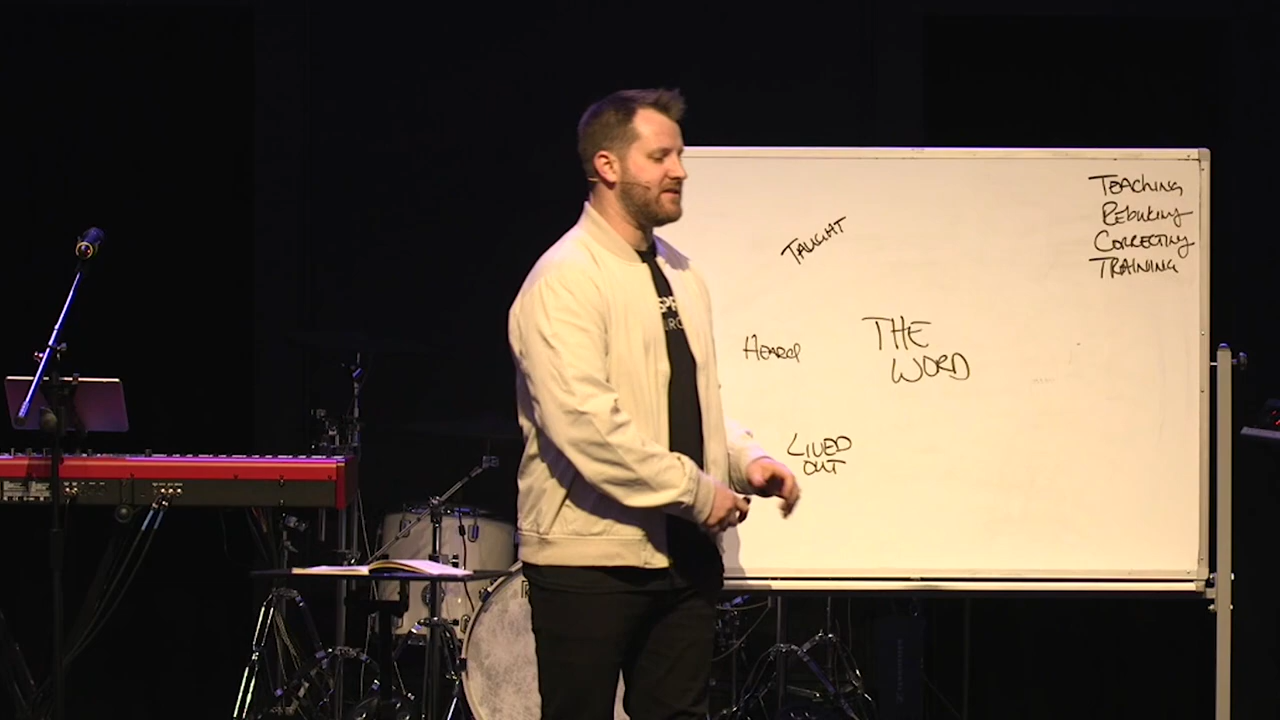 TEACHING
REBUKING
CORRECTING
TRAINING
TAUGHT
HEARD
THE
WORD
LIVED
OUT